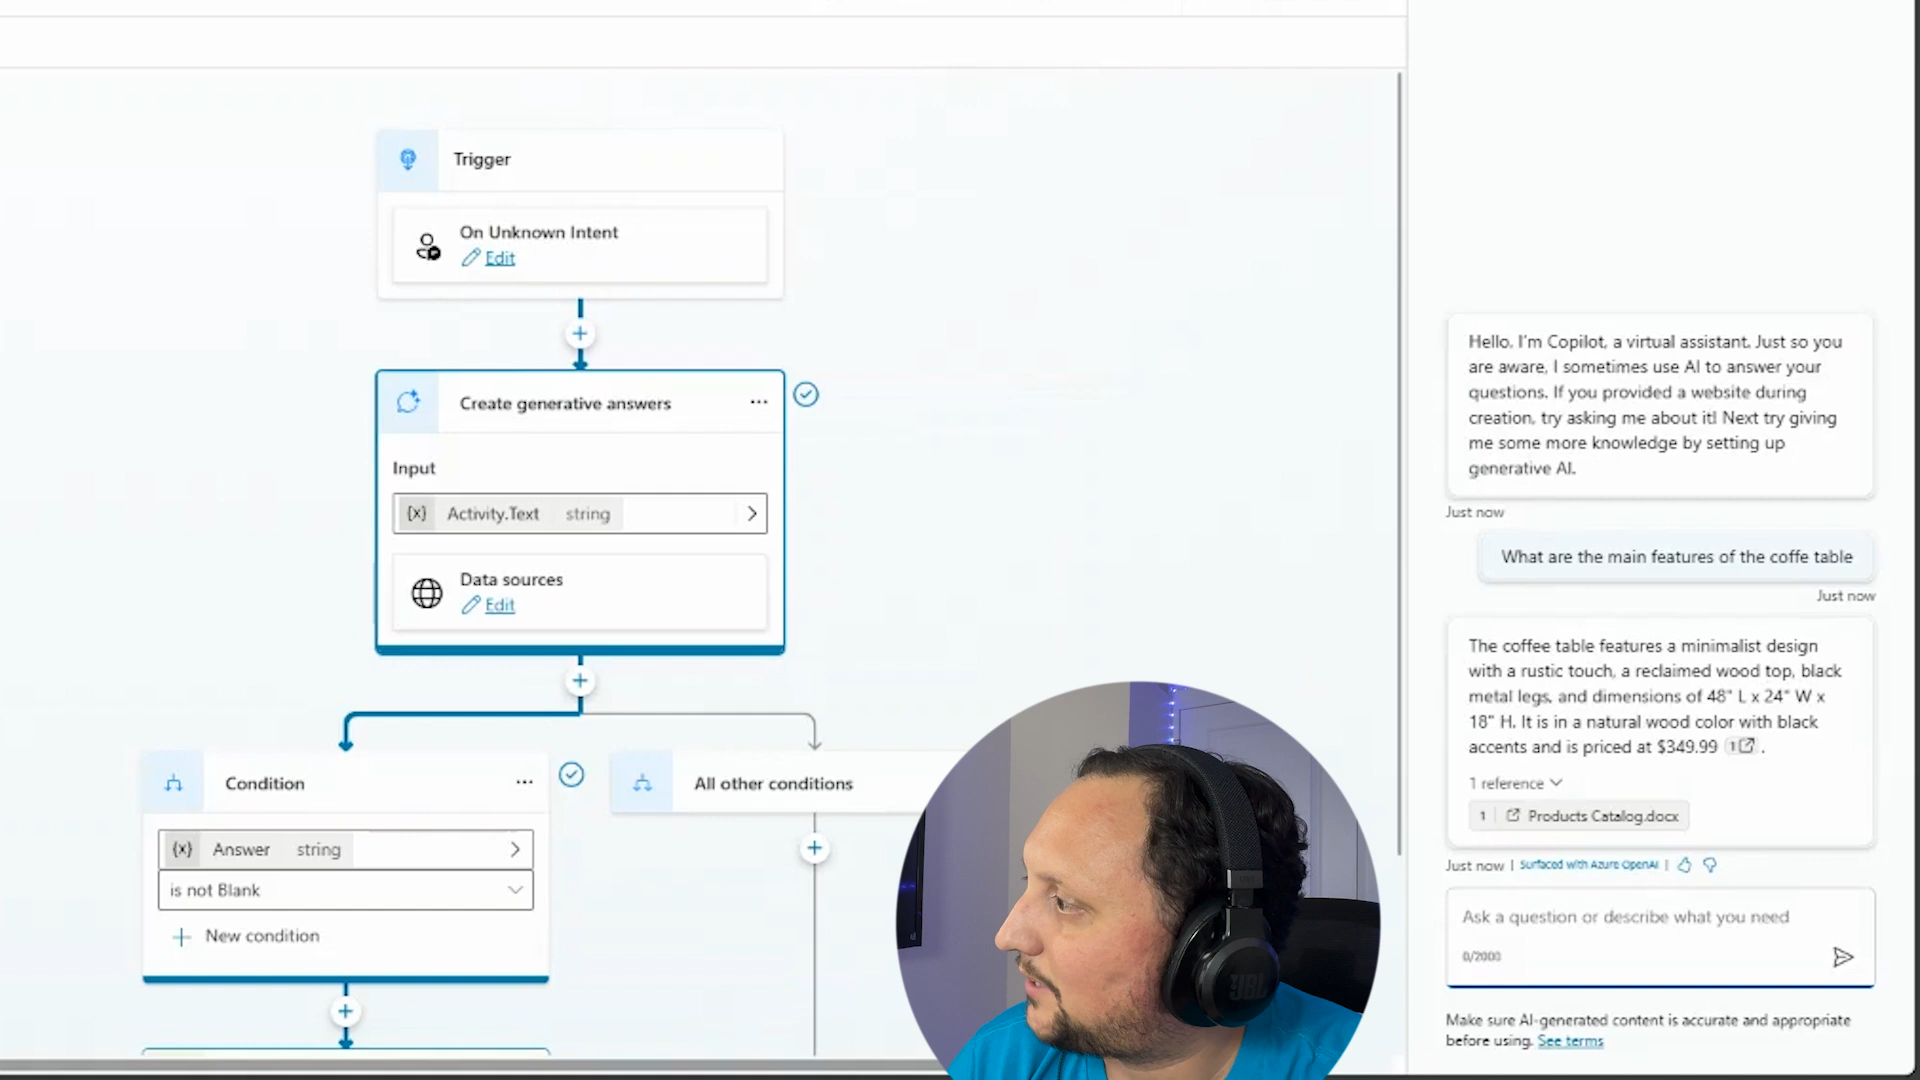 Trigger
On Unknown Intent
Edit
Create generative answers
Input
{x} Activity.Text string
Data sources
Edit
Condition
{x} Answer string
is not Blank
New condition
All other conditions
Hello, I'm Copilot, a virtual assistant. Just so you
are aware, I sometimes use AI to answer your
questions. If you provided a website during
creation, try asking me about it! Next try giving
me some more knowledge by setting up
generative AI.
Just now
What are the main features of the coffe table
Just now
The coffee table features a minimalist design
with a rustic touch, a reclaimed wood top, black
metal legs, and dimensions of 48" L x 24" W x
18" H. It is in a natural wood color with black
accents and is priced at $349.99 1 .
1 reference
1 Products Catalog.docx
Just now | Surfaced with Azure OpenAI |
Ask a question or describe what you need
0/2000
Make sure AI-generated content is accurate and appropriate
before using. See terms
JBL